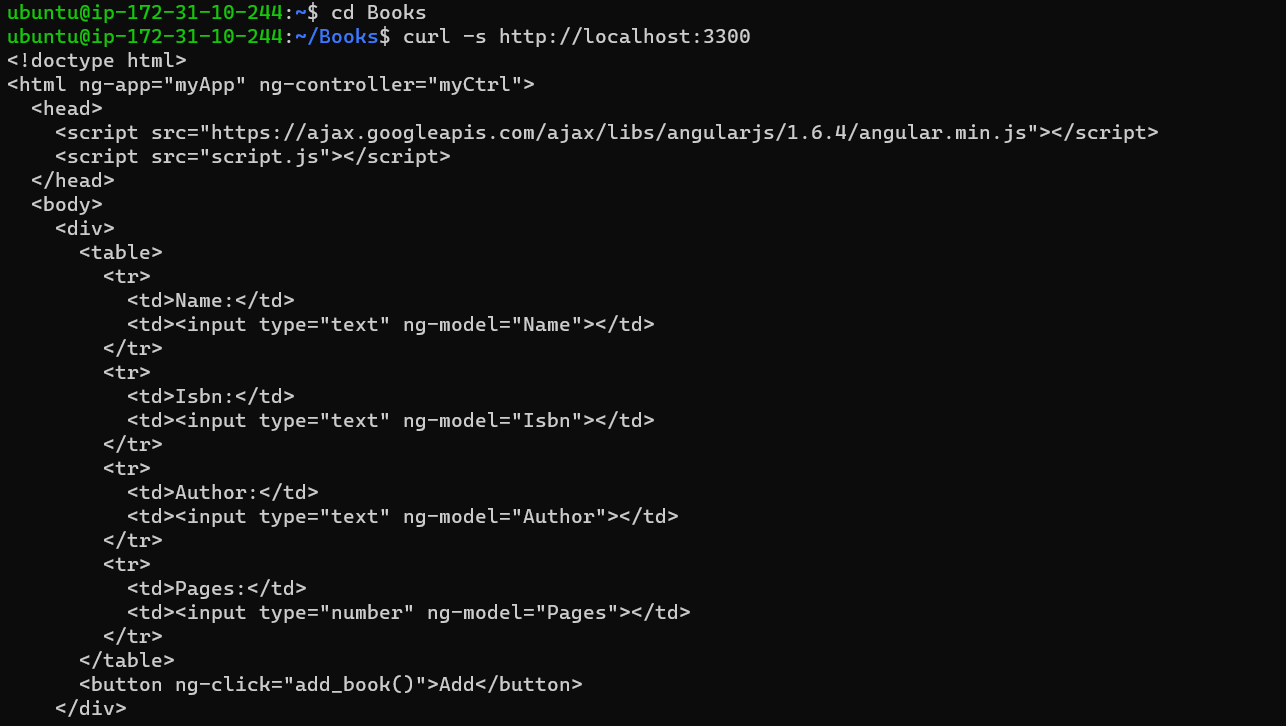 ubuntu@ip-172-31-10-244:~$ cd Books
ubuntu@ip-172-31-10-244:~/Books$ curl -s http://localhost:3300
<!doctype html>
<html ng-app="myApp" ng-controller="myCtrl">
  <head>
    <script src="https://ajax.googleapis.com/ajax/libs/angularjs/1.6.4/angular.min.js"></script>
    <script src="script.js"></script>
  </head>
  <body>
    <div>
      <table>
        <tr>
          <td>Name:</td>
          <td><input type="text" ng-model="Name"></td>
        </tr>
        <tr>
          <td>Isbn:</td>
          <td><input type="text" ng-model="Isbn"></td>
        </tr>
        <tr>
          <td>Author:</td>
          <td><input type="text" ng-model="Author"></td>
        </tr>
        <tr>
          <td>Pages:</td>
          <td><input type="number" ng-model="Pages"></td>
        </tr>
      </table>
      <button ng-click="add_book()">Add</button>
    </div>